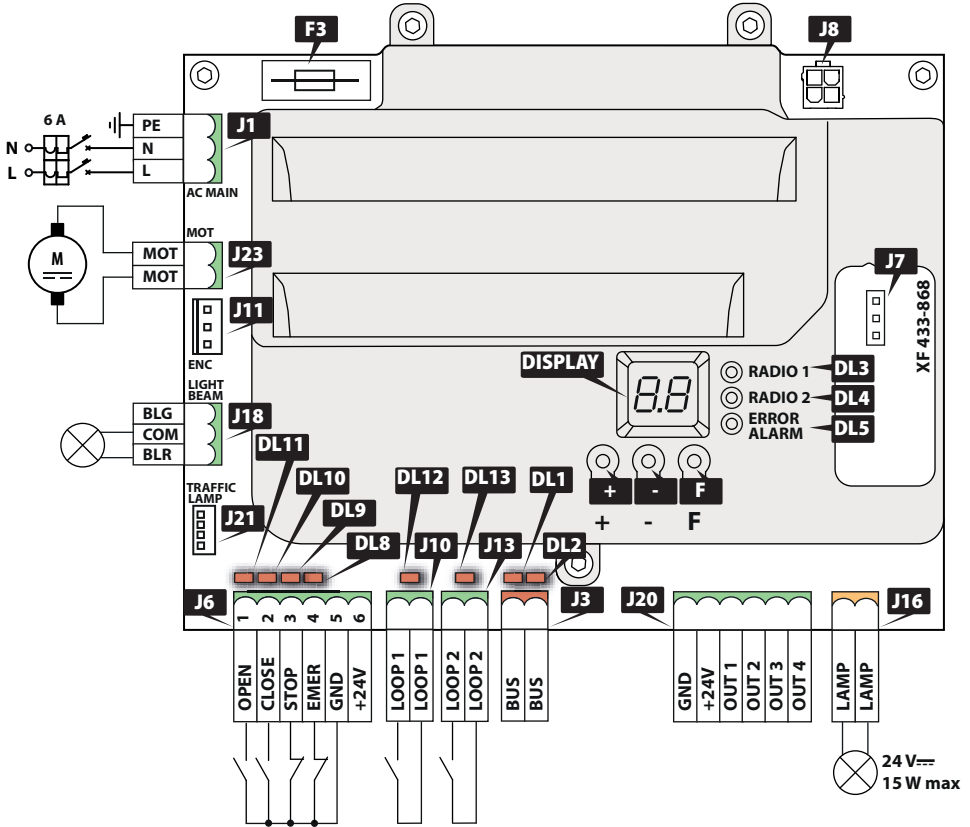 F3
J8
6 A
PE
J1
N
N
L
L
AC MAIN
MOT
MOT
J23
M
MOT
J7
J11
XF 433-868
ENC
DISPLAY
8.8
RADIO 1
DL3
RADIO 2
DL4
ERROR
ALARM
DL5
LIGHT
BEAM
BLG
J18
COM
BLR
DL11
DL10
DL12
DL13
DL1
+
-
F
+
-
F
TRAFFIC
LAMP
J21
DL9
DL8
J10
J13
DL2
J6
J3
J20
J16
1
2
3
4
5
6
OPEN
CLOSE
STOP
EMER
GND
+24V
LOOP 1
LOOP 1
LOOP 2
LOOP 2
BUS
BUS
GND
+24V
OUT 1
OUT 2
OUT 3
OUT 4
LAMP
LAMP
24 V
15 W max